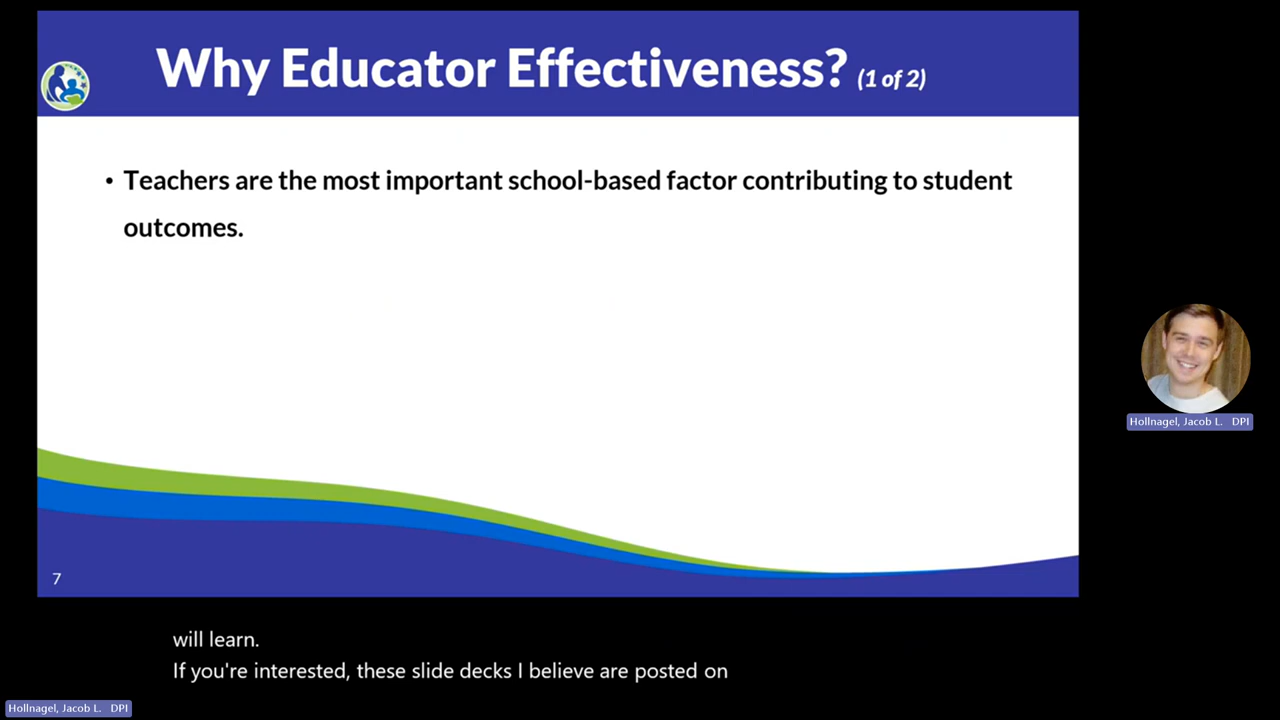 Why Educator Effectiveness? (1 of 2)
• Teachers are the most important school-based factor contributing to student
outcomes.
Hollnagel, Jacob L. DPI
7
will learn.
If you're interested, these slide decks I believe are posted on
Hollnagel, Jacob L. DPI